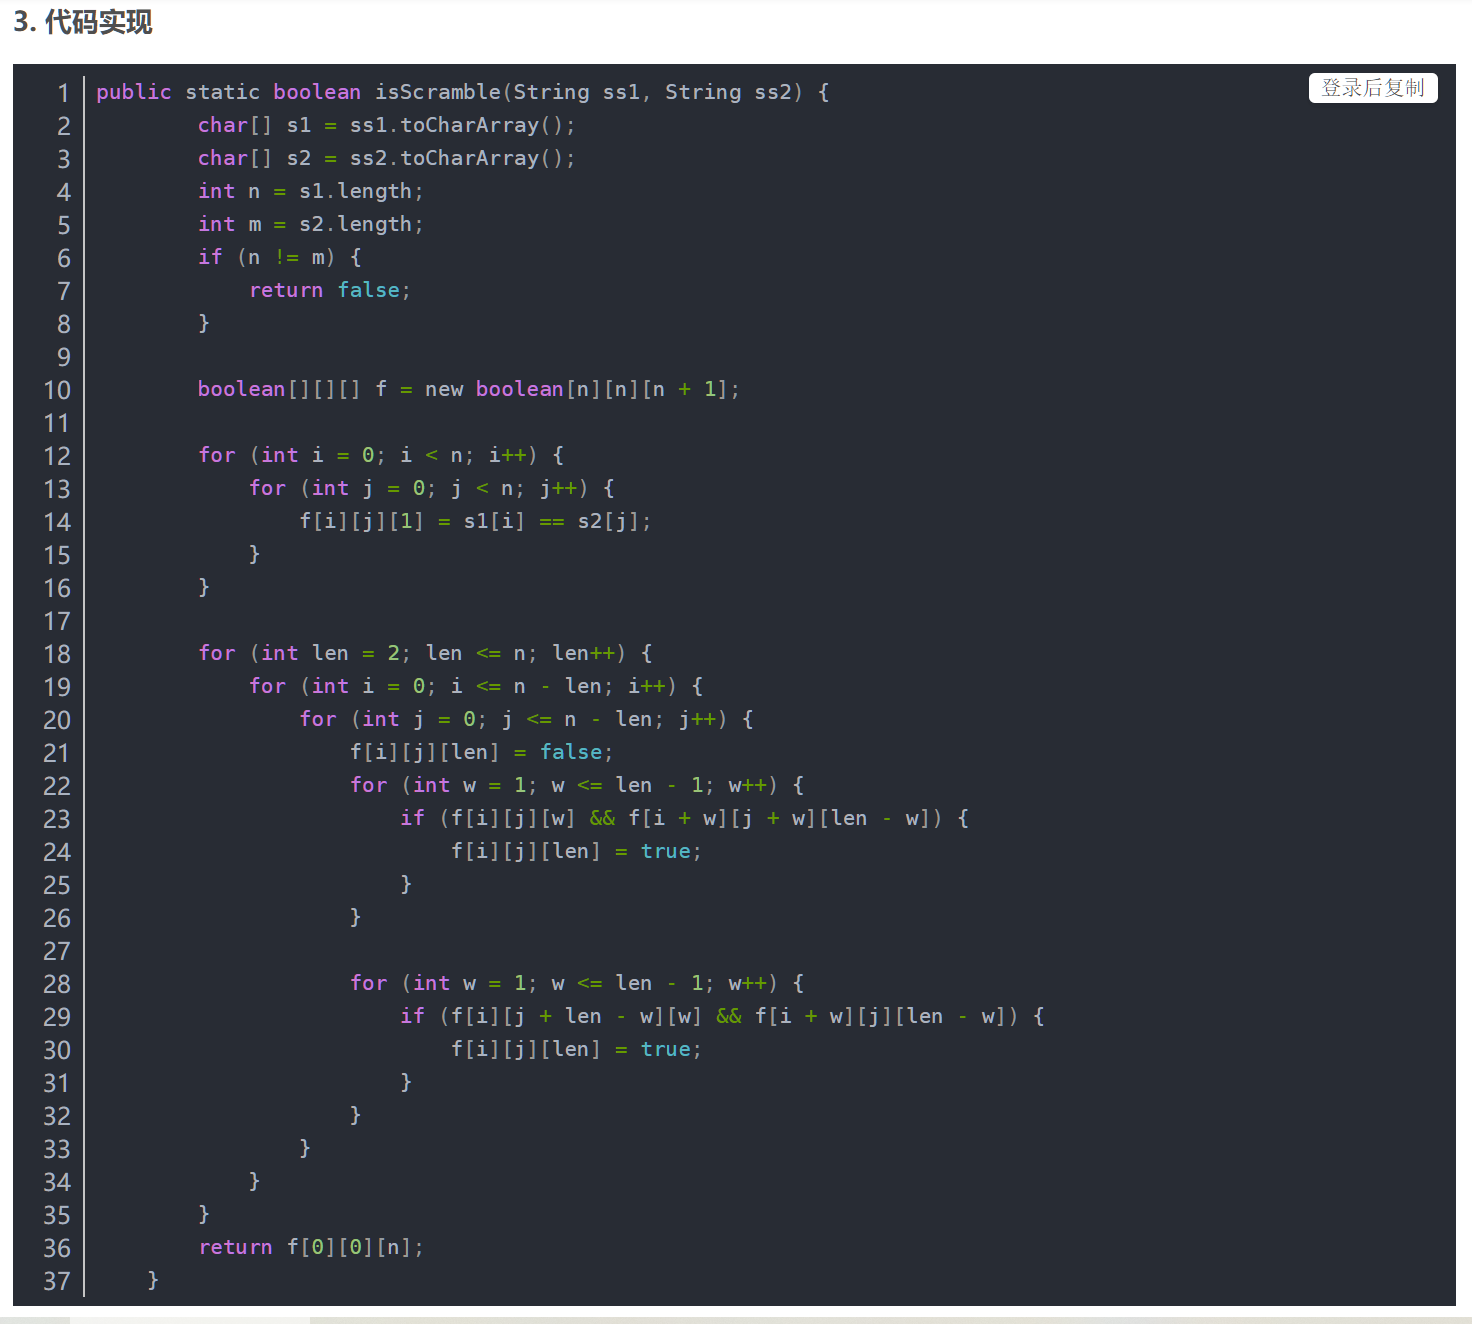 3. 代码实现
登录后复制
1 public static boolean isScramble(String ss1, String ss2) {
2         char[] s1 = ss1.toCharArray();
3         char[] s2 = ss2.toCharArray();
4         int n = s1.length;
5         int m = s2.length;
6         if (n != m) {
7             return false;
8         }
9
10         boolean[][][] f = new boolean[n][n][n + 1];
11
12         for (int i = 0; i < n; i++) {
13             for (int j = 0; j < n; j++) {
14                 f[i][j][1] = s1[i] == s2[j];
15             }
16         }
17
18         for (int len = 2; len <= n; len++) {
19             for (int i = 0; i <= n - len; i++) {
20                 for (int j = 0; j <= n - len; j++) {
21                     f[i][j][len] = false;
22                     for (int w = 1; w <= len - 1; w++) {
23                         if (f[i][j][w] && f[i + w][j + w][len - w]) {
24                             f[i][j][len] = true;
25                         }
26                     }
27
28                     for (int w = 1; w <= len - 1; w++) {
29                         if (f[i][j + len - w][w] && f[i + w][j][len - w]) {
30                             f[i][j][len] = true;
31                         }
32                     }
33                 }
34             }
35         }
36         return f[0][0][n];
37     }